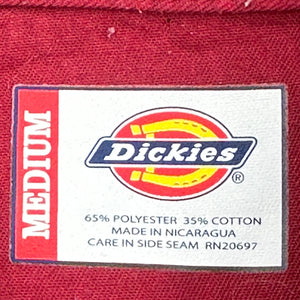 MEDIUM
Dickies
®
65% POLYESTER 35% COTTON
MADE IN NICARAGUA
CARE IN SIDE SEAM RN20697